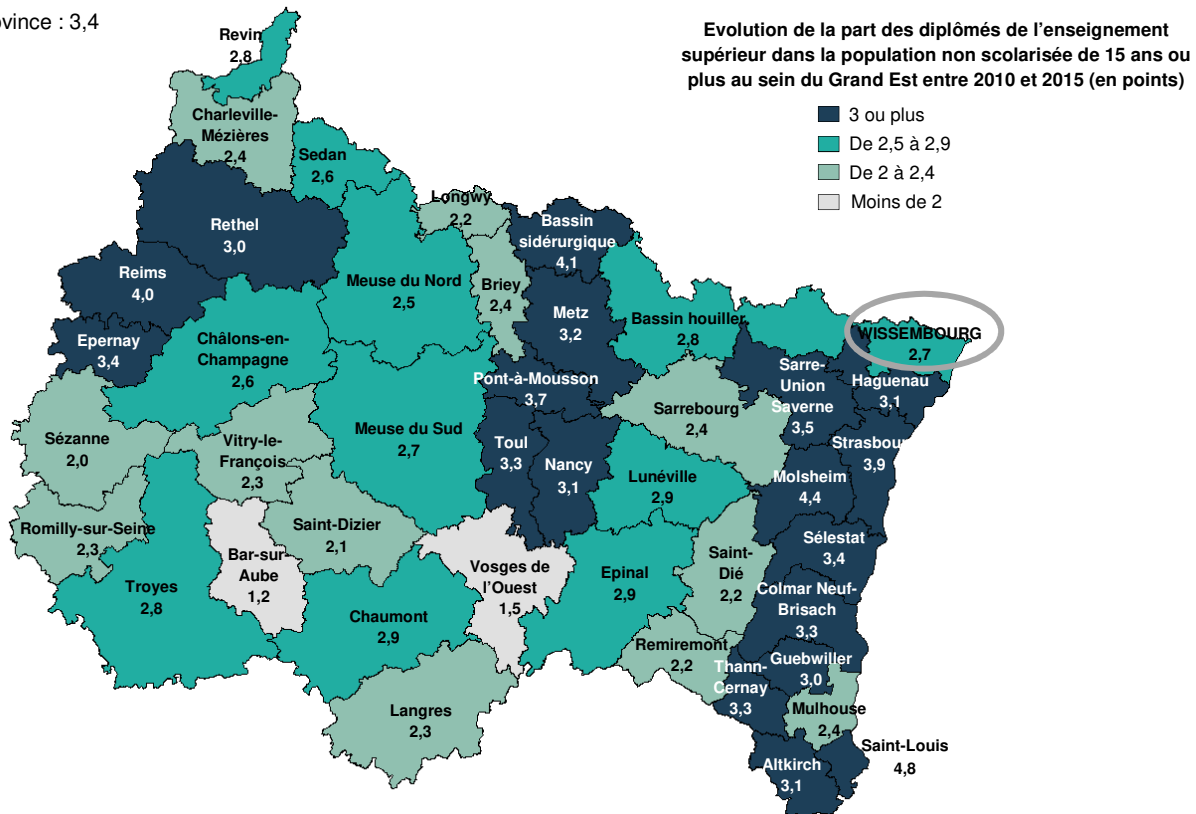 ovince : 3,4
Evolution de la part des diplômés de l'enseignement
supérieur dans la population non scolarisée de 15 ans ou
plus au sein du Grand Est entre 2010 et 2015 (en points)
3 ou plus
De 2,5 à 2,9
De 2 à 2,4
Moins de 2
Revin
2,8
Charleville-
Mézières
2,4
Sedan
2,6
Rethel
3,0
Longwy
2,2
Bassin
sidérurgique
4,1
Reims
4,0
Meuse du Nord
2,5
Briey
2,4
Metz
3,2
Bassin houiller
2,8
WISSEMBOURG
2,7
Epernay
3,4
Châlons-en-
Champagne
2,6
Pont-à-Mousson
3,7
Sarre-
Union
Saverne
3,5
Haguenau
3,1
Sézanne
2,0
Vitry-le-
François
2,3
Meuse du Sud
2,7
Toul
3,3
Nancy
3,1
Sarrebourg
2,4
Strasbour
3,9
Lunéville
2,9
Molsheim
4,4
Romilly-sur-Seine
2,3
Troyes
2,8
Bar-sur-
Aube
1,2
Saint-Dizier
2,1
Vosges de
l'Ouest
1,5
Epinal
2,9
Saint-
Dié
2,2
Sélestat
3,4
Colmar Neuf-
Brisach
3,3
Chaumont
2,9
Remiremont
2,2
Thann-
Cernay
3,3
Guebwiller
3,0
Langres
2,3
Mulhouse
2,4
Altkirch
3,1
Saint-Louis
4,8